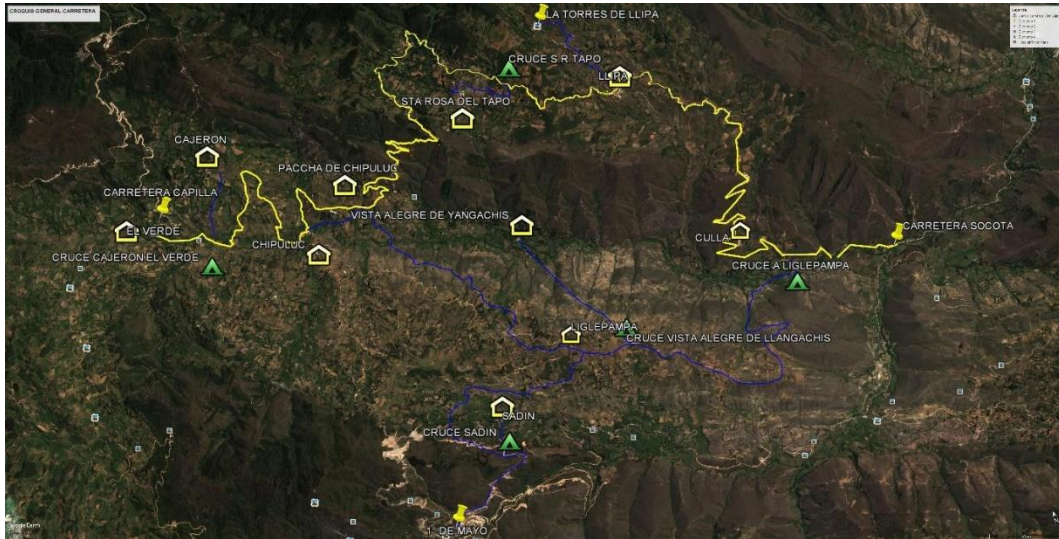 CROQUIS GENERAL CARRETERA
LA TORRES DE LLIPA
CRUCE S.R. TAPO
LLIPA
STA ROSA DEL TAPO
CAJERON
PACCHA DE CHIPULUC
CARRETERA CAPILLA
VISTA ALEGRE DE YANGACHIS
EL VERDE
CHIPULUC
CULLA
CARRETERA SOCOTA
CRUCE CAJERON EL VERDE
CRUCE A LIGLEPAMPA
LIGLEPAMPA
CRUCE VISTA ALEGRE DE LLANGACHIS
SADIN
CRUCE SADIN
1° DE MAYO
Google Earth